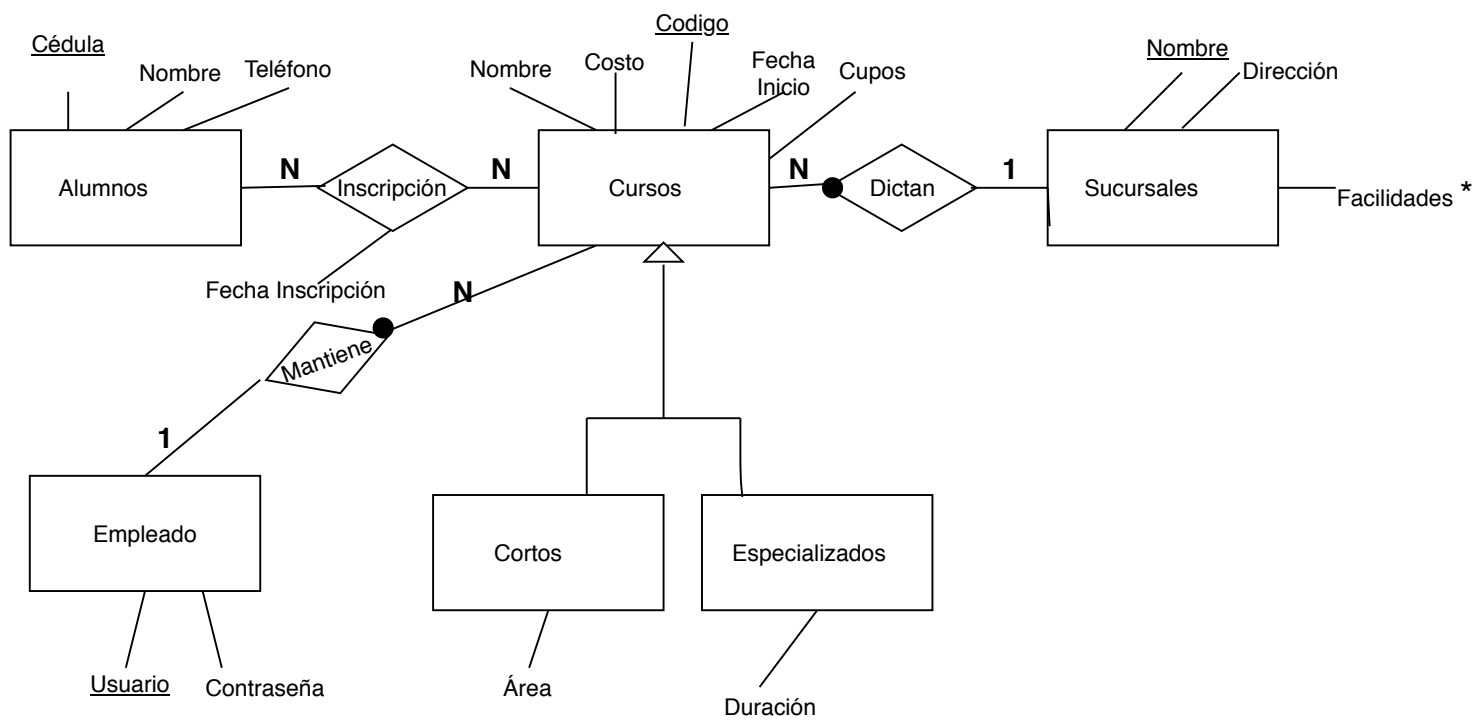 Cédula
Nombre
Teléfono
Nombre
Costo
Codigo
Fecha
Inicio
Cupos
Nombre
Dirección
Alumnos
N
Inscripción
N
Cursos
N
Dictan
1
Sucursales
Facilidades *
Fecha Inscripción
N
Mantiene
1
Empleado
Cortos
Especializados
Usuario
Contraseña
Área
Duración